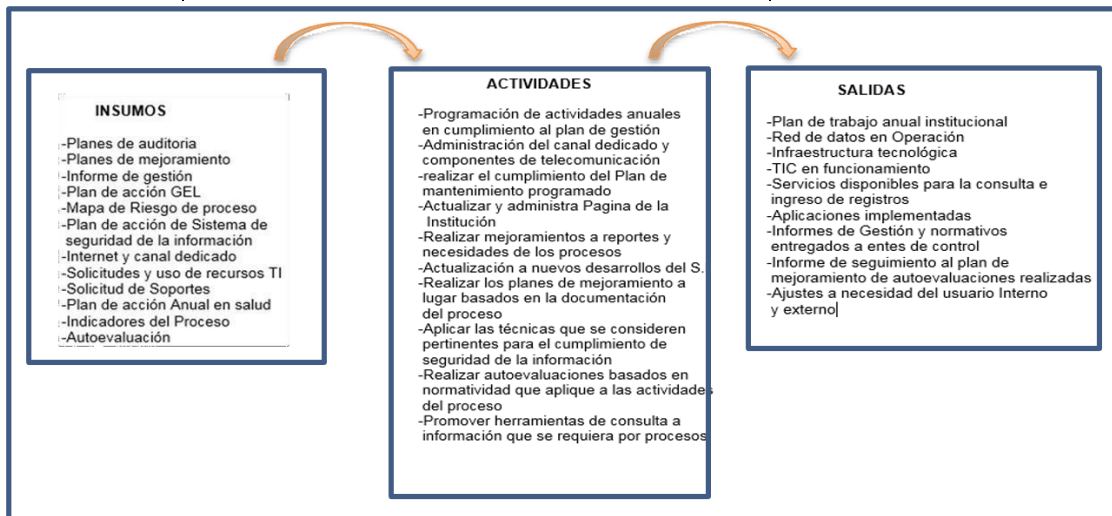 INSUMOS
-Planes de auditoria
-Planes de mejoramiento
-Informe de gestión
-Plan de acción GEL
-Mapa de Riesgo de proceso
-Plan de acción de Sistema de
seguridad de la información
-Internet y canal dedicado
-Solicitudes y uso de recursos TI
-Solicitud de Soportes
-Plan de acción Anual en salud
-Indicadores del Proceso
-Autoevaluación
ACTIVIDADES
-Programación de actividades anuales
en cumplimiento al plan de gestión
-Administración del canal dedicado y
componentes de telecomunicación
-realizar el cumplimiento del Plan de
mantenimiento programado
-Actualizar y administra Pagina de la
Institución
-Realizar mejoramientos a reportes y
necesidades de los procesos
-Actualización a nuevos desarrollos del S.
-Realizar los planes de mejoramiento a
lugar basados en la documentación
del proceso
-Aplicar las técnicas que se consideren
pertinentes para el cumplimiento de
seguridad de la información
-Realizar autoevaluaciones basados en
normatividad que aplique a las actividades
del proceso
-Promover herramientas de consulta a
información que se requiera por procesos
SALIDAS
-Plan de trabajo anual institucional
-Red de datos en Operación
-Infraestructura tecnológica
-TIC en funcionamiento
-Servicios disponibles para la consulta e
ingreso de registros
-Aplicaciones implementadas
-Informes de Gestión y normativos
entregados a entes de control
-Informe de seguimiento al plan de
mejoramiento de autoevaluaciones realizadas
-Ajustes a necesidad del usuario Interno
y externo